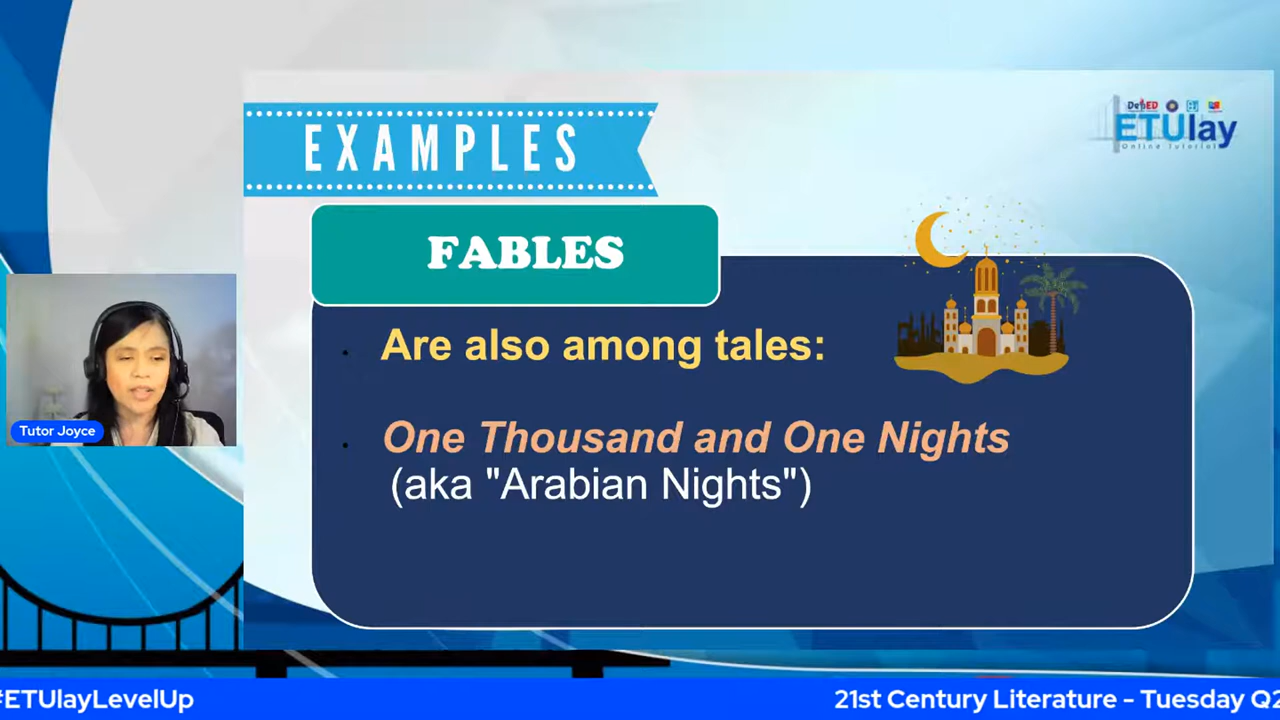 EXAMPLES
DepED
ETUlay
Online Tutorial
FABLES
Are also among tales:
One Thousand and One Nights
(aka "Arabian Nights")
Tutor Joyce
#ETUlayLevelUp
21st Century Literature - Tuesday Q2